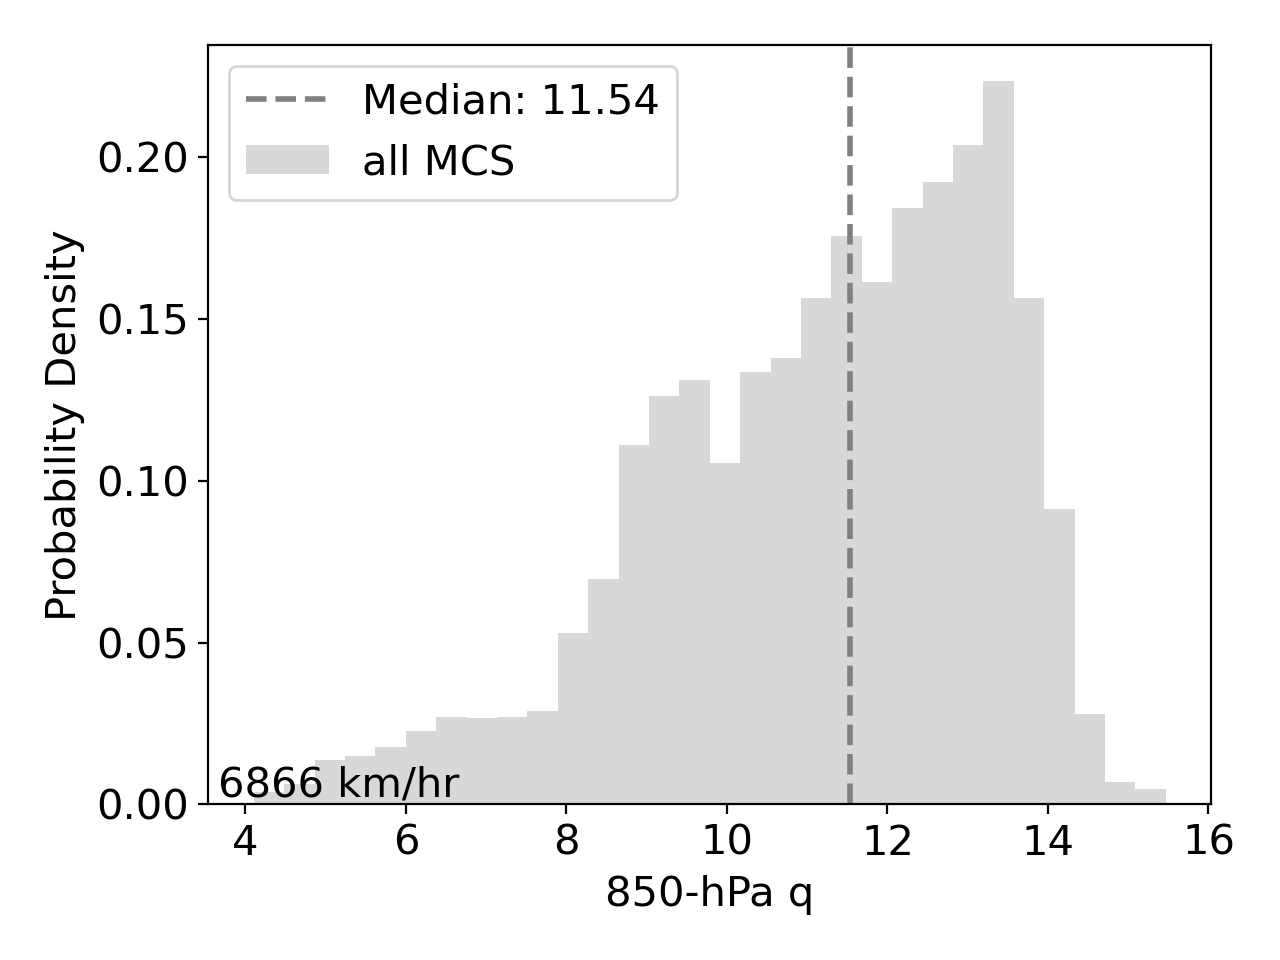 Median: 11.54
all MCS
Probability Density
0.20
0.15
0.10
0.05
0.00
6866 km/hr
4 6 8 10 12 14 16
850-hPa q